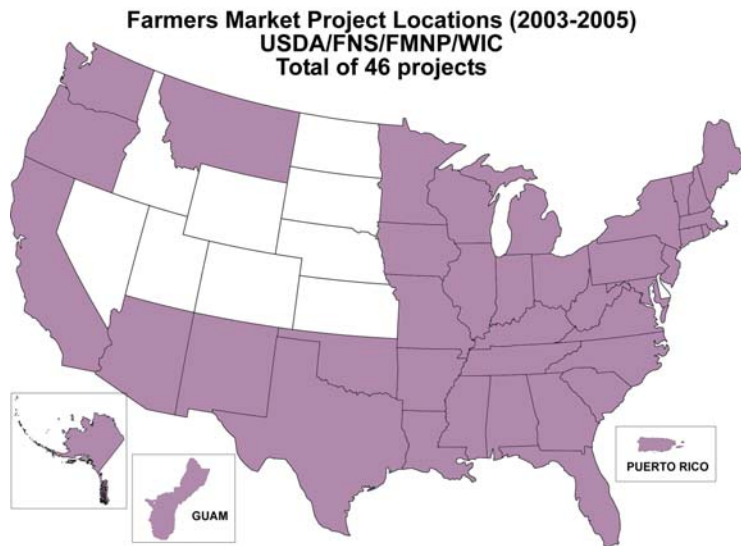 Farmers Market Project Locations (2003-2005)
USDA/FNS/FMNP/WIC
Total of 46 projects
GUAM
PUERTO RICO